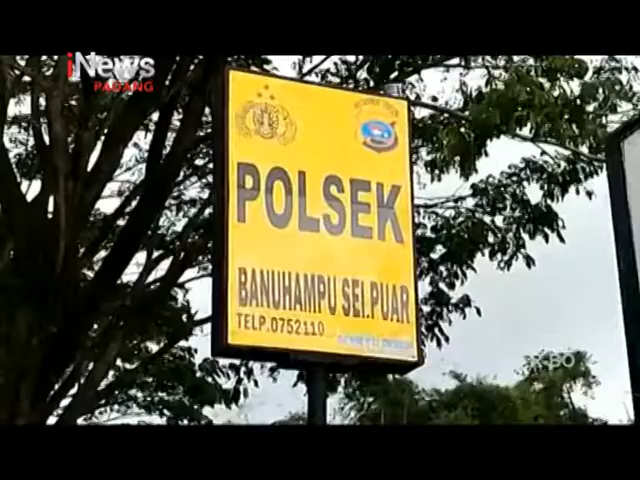 iNews
PADANG
POLSEK
BANUHAMPU SEI.PUAR
TELP.0752110